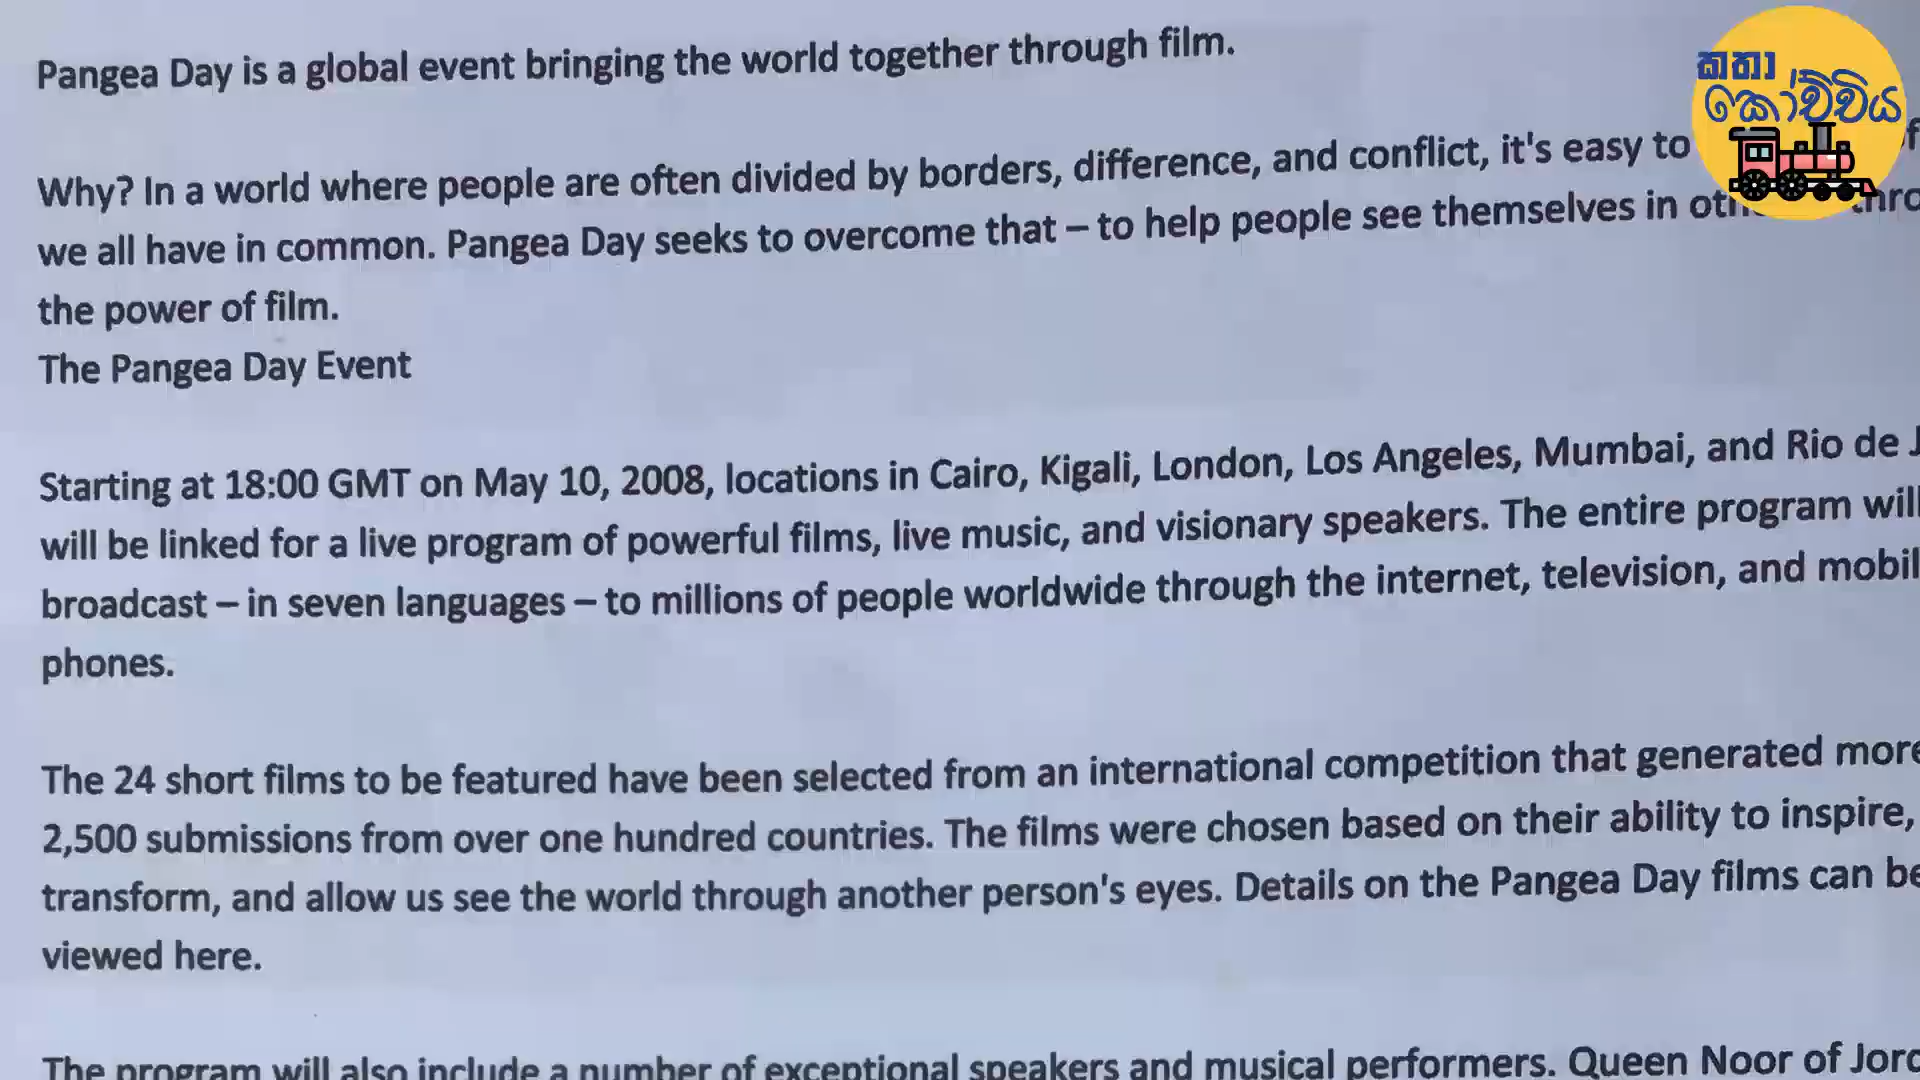 Pangea Day is a global event bringing the world together through film.
Why? In a world where people are often divided by borders, difference, and conflict, it's easy to
we all have in common. Pangea Day seeks to overcome that – to help people see themselves in
the power of film.
The Pangea Day Event
Starting at 18:00 GMT on May 10, 2008, locations in Cairo, Kigali, London, Los Angeles, Mumbai, and Rio de
will be linked for a live program of powerful films, live music, and visionary speakers. The entire program will
broadcast – in seven languages – to millions of people worldwide through the internet, television, and
phones.
The 24 short films to be featured have been selected from an international competition that generated more
2,500 submissions from over one hundred countries. The films were chosen based on their ability to inspire,
transform, and allow us see the world through another person's eyes. Details on the Pangea Day films can be
viewed here.
The program will also include a number of exceptional speakers and musical performers. Queen Noor of
කතා
කෝච්චිය